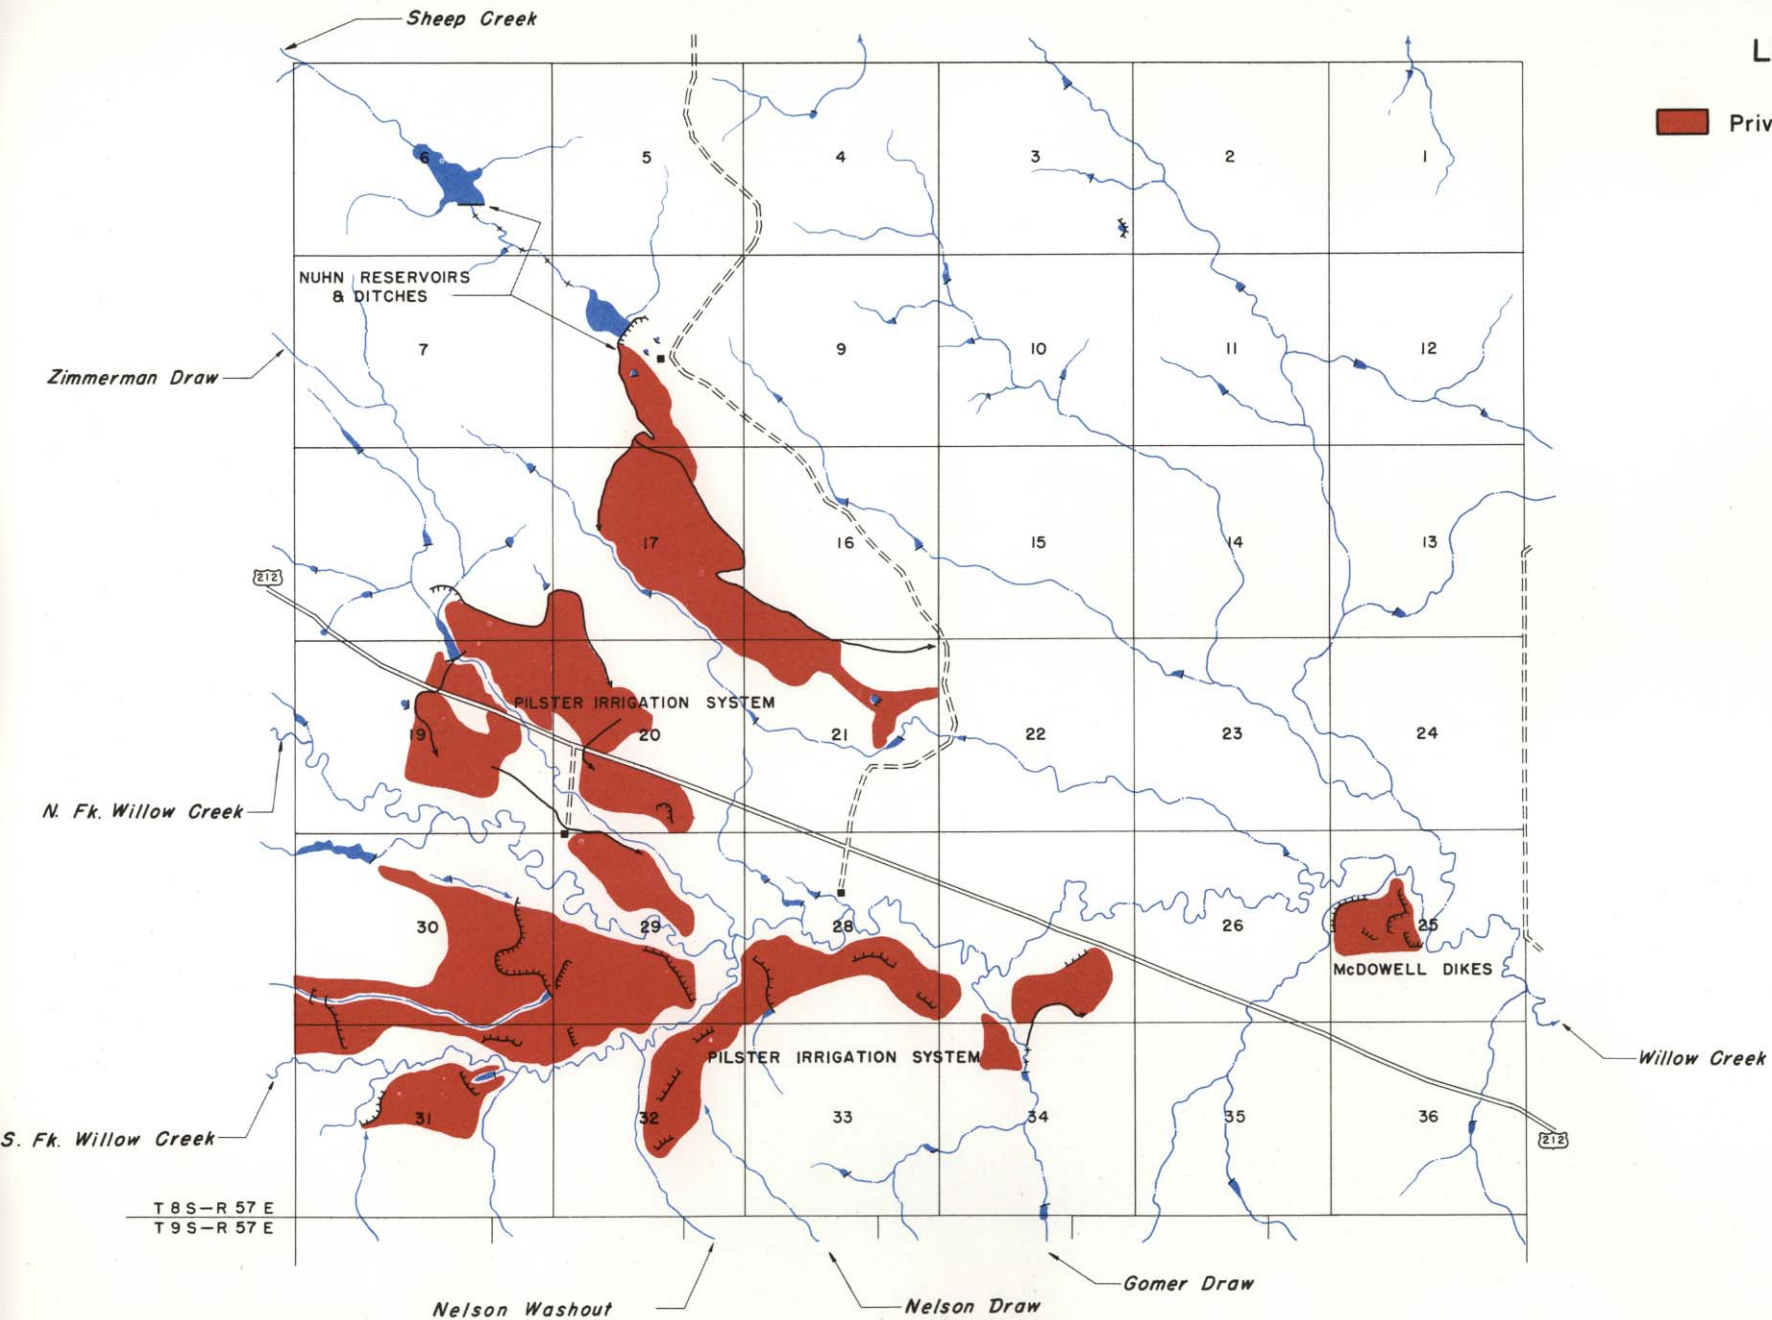 Sheep Creek
L
Priv
6
5
4
3
2
1
NUHN RESERVOIRS
& DITCHES
7
9
10
11
12
Zimmerman Draw
17
16
15
14
13
212
PILSTER IRRIGATION SYSTEM
19
20
21
22
23
24
N. Fk. Willow Creek
30
29
28
26
25
McDOWELL DIKES
PILSTER IRRIGATION SYSTEM
Willow Creek
31
32
33
34
35
36
S. Fk. Willow Creek
212
T 8 S–R 57 E
T 9 S–R 57 E
Gomer Draw
Nelson Washout
Nelson Draw